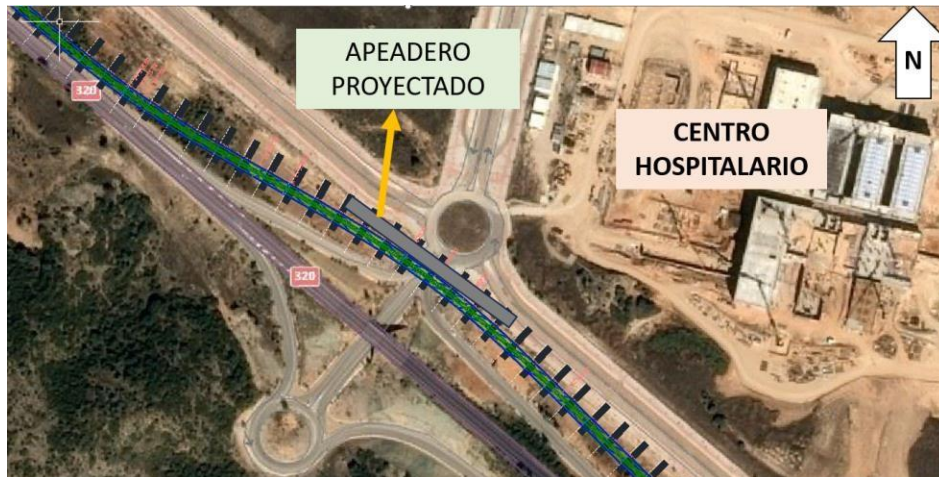 APEADERO
PROYECTADO
N
CENTRO
HOSPITALARIO
320
320